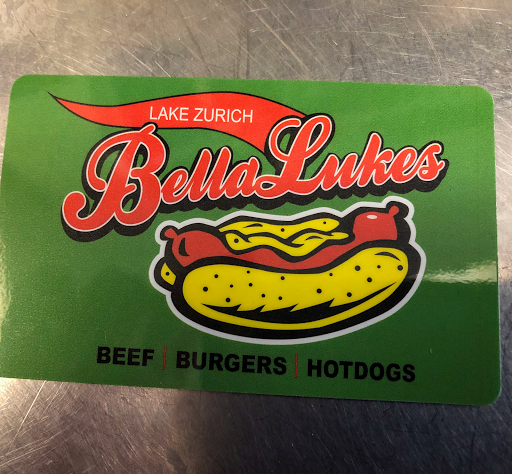 LAKE ZURICH
BellaLukes
BEEF | BURGERS | HOTDOGS